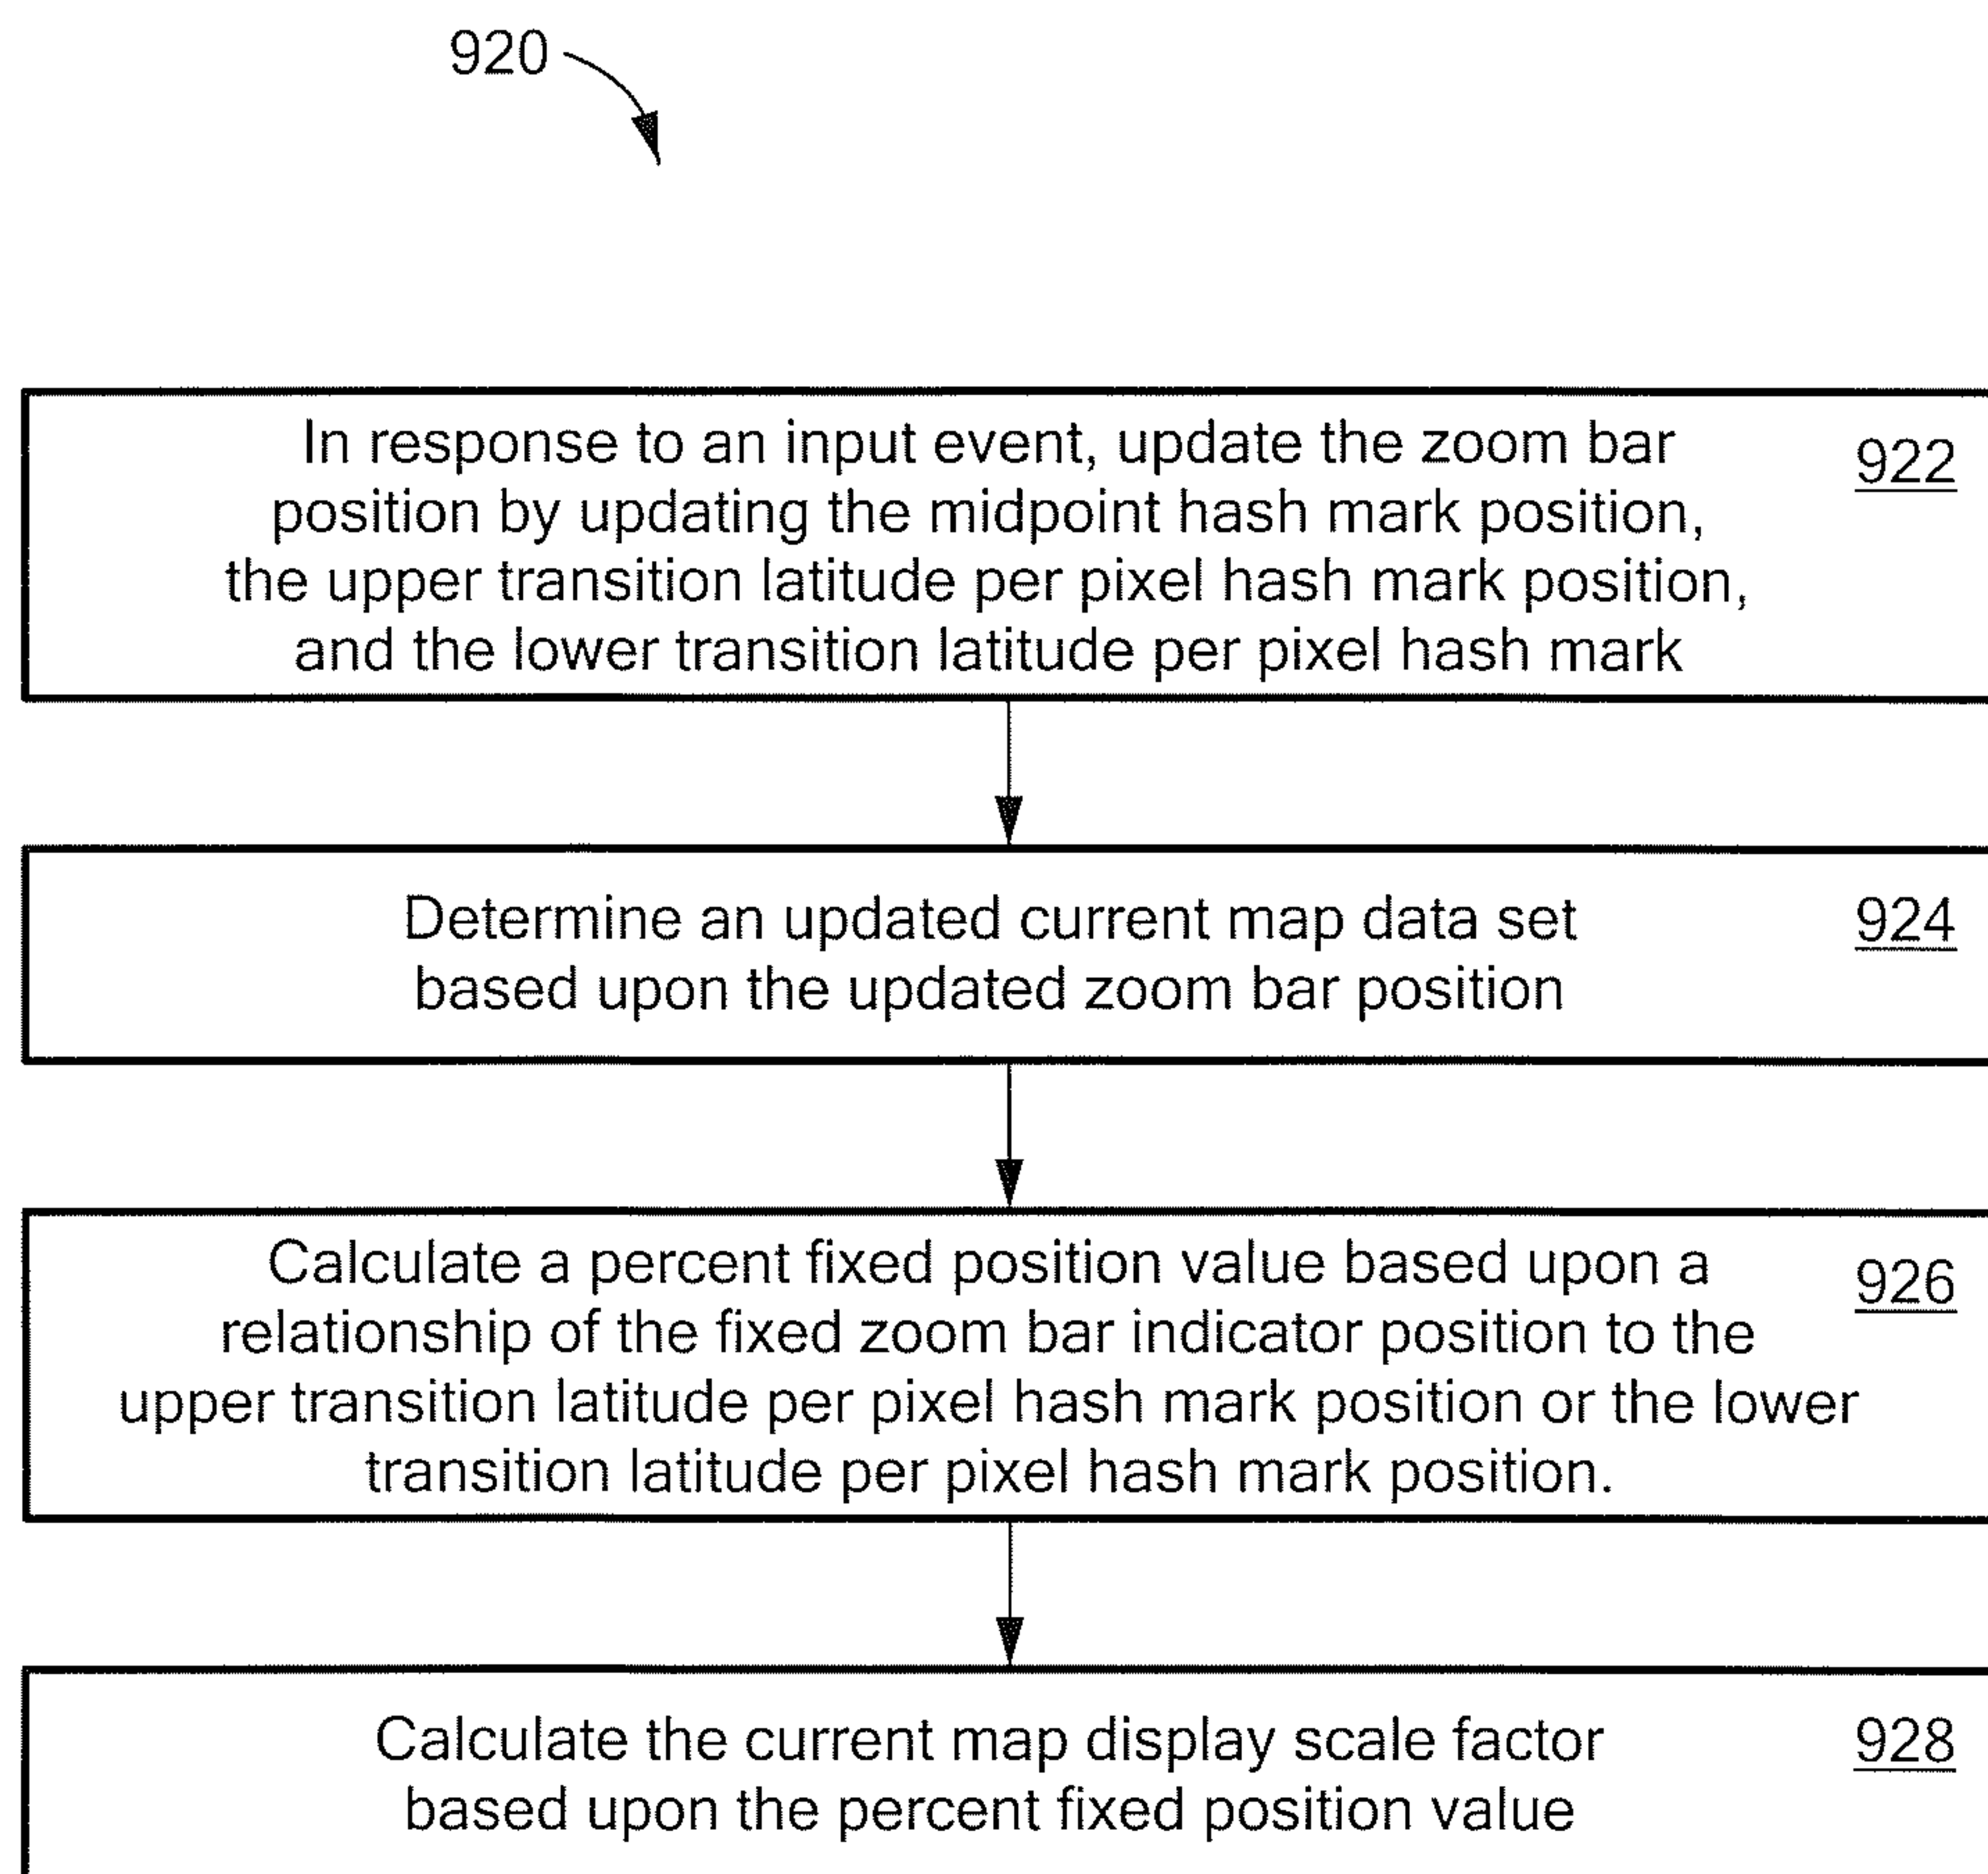 920
In response to an input event, update the zoom bar
922
position by updating the midpoint hash mark position,
the upper transition latitude per pixel hash mark position,
and the lower transition latitude per pixel hash mark
Determine an updated current map data set
924
based upon the updated zoom bar position
Calculate a percent fixed position value based upon a
926
relationship of the fixed zoom bar indicator position to the
upper transition latitude per pixel hash mark position or the lower
transition latitude per pixel hash mark position.
Calculate the current map display scale factor
928
based upon the percent fixed position value